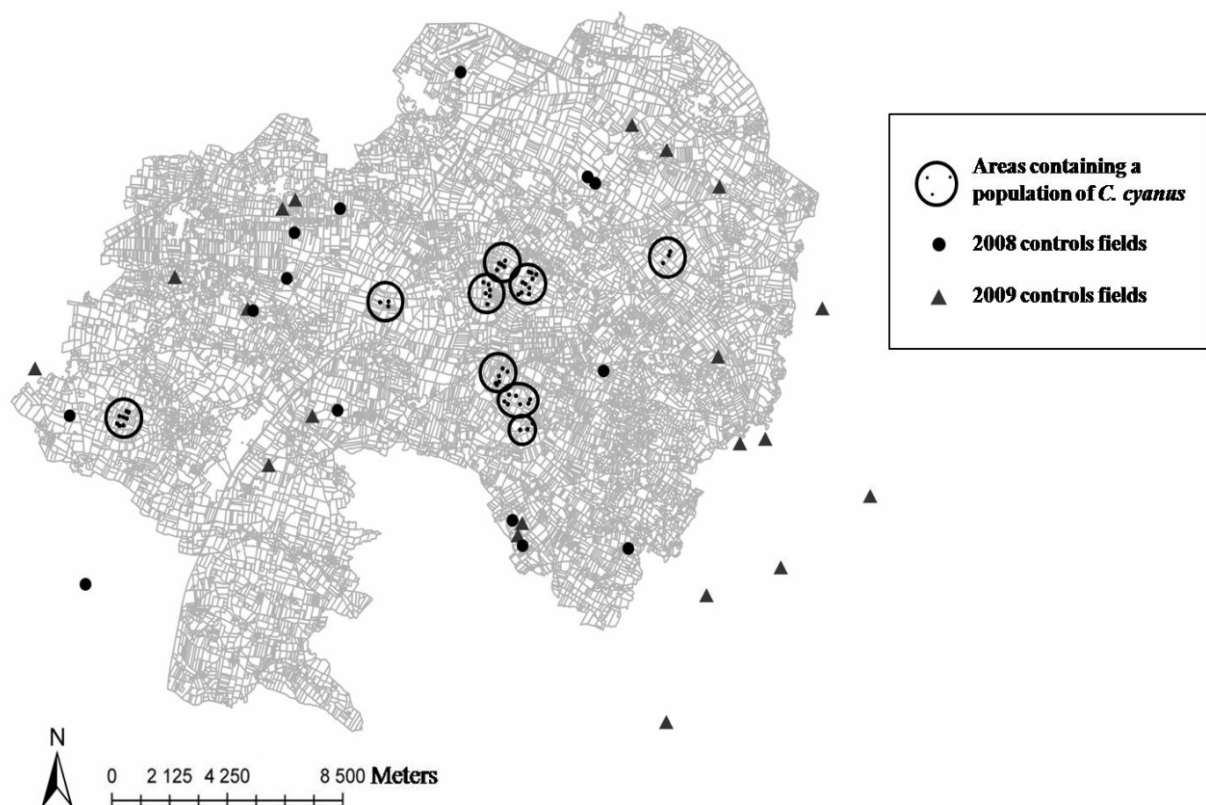 Areas containing a
population of C. cyanus
2008 controls fields
2009 controls fields
N
0 2 125 4 250 8 500 Meters